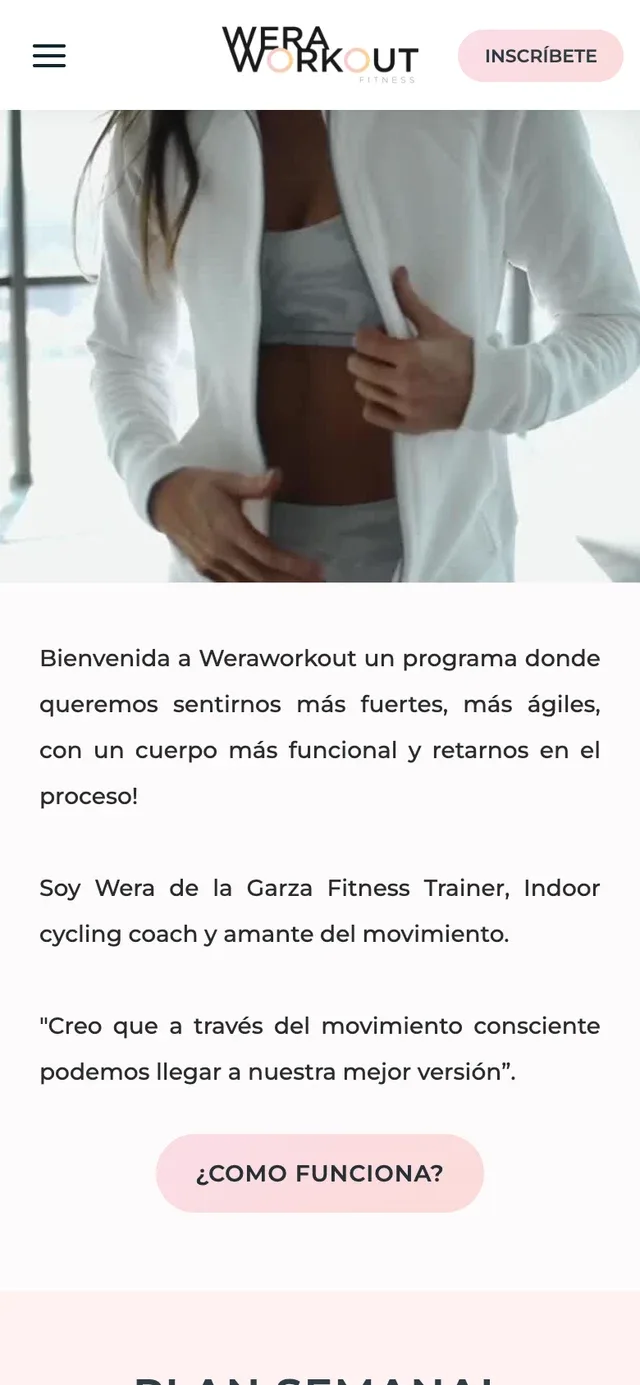 WERA
WORKOUT
FITNESS
INSCRÍBETE
Bienvenida a Weraworkout un programa donde
queremos sentirnos más fuertes, más ágiles,
con un cuerpo más funcional y retarnos en el
proceso!
Soy Wera de la Garza Fitness Trainer, Indoor
cycling coach y amante del movimiento.
"Creo que a través del movimiento consciente
podemos llegar a nuestra mejor versión”.
¿COMO FUNCIONA?
PLAN SEMANAL